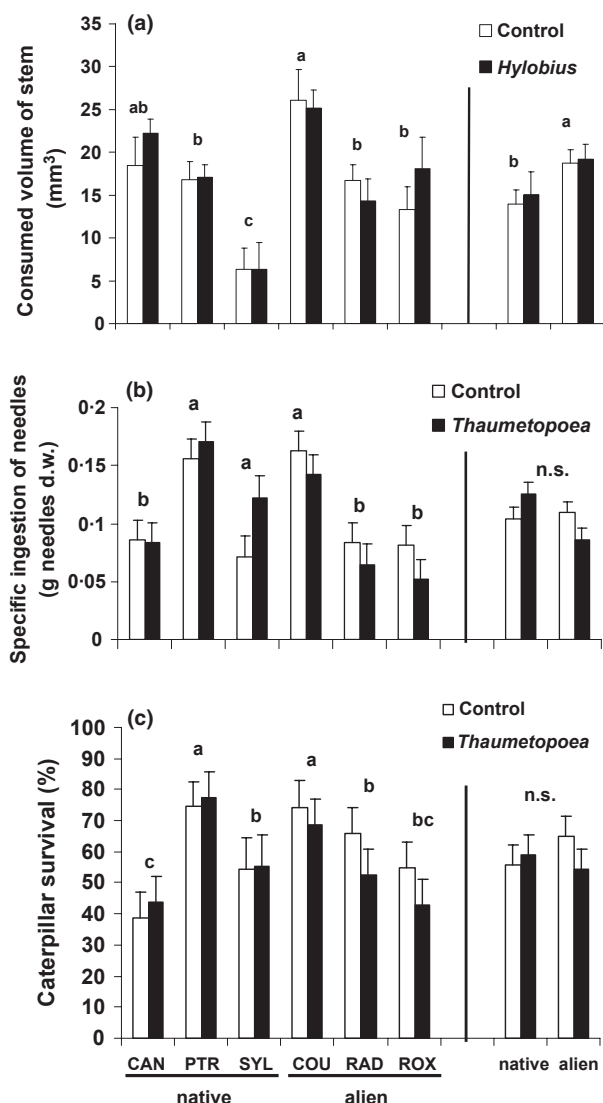 (a)
Control
Hylobius
Consumed volume of stem
(mm³)
35
30
25
20
15
10
5
0
ab
b
c
a
b
b
b
a
(b)
Control
Thaumetopoea
Specific ingestion of needles
(g needles d.w.)
0·2
0·15
0·1
0·05
0
b
a
a
a
b
b
n.s.
(c)
Control
Thaumetopoea
Caterpillar survival (%)
100
90
80
70
60
50
40
30
20
10
0
c
a
b
a
b
bc
n.s.
CAN PTR SYL COU RAD ROX native alien
native alien